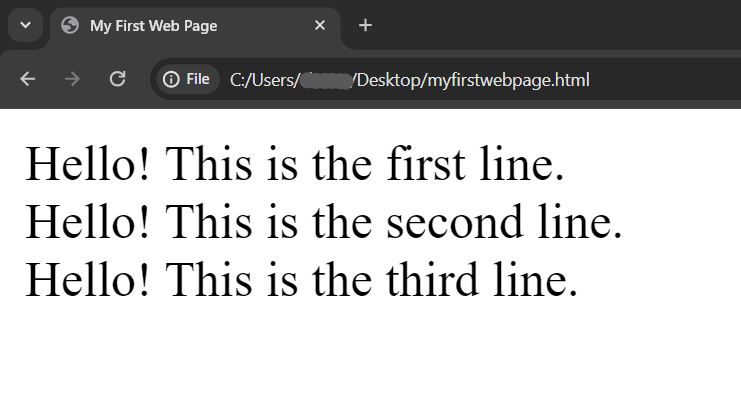 My First Web Page
File C:/Users/ /Desktop/myfirstwebpage.html
Hello! This is the first line.
Hello! This is the second line.
Hello! This is the third line.